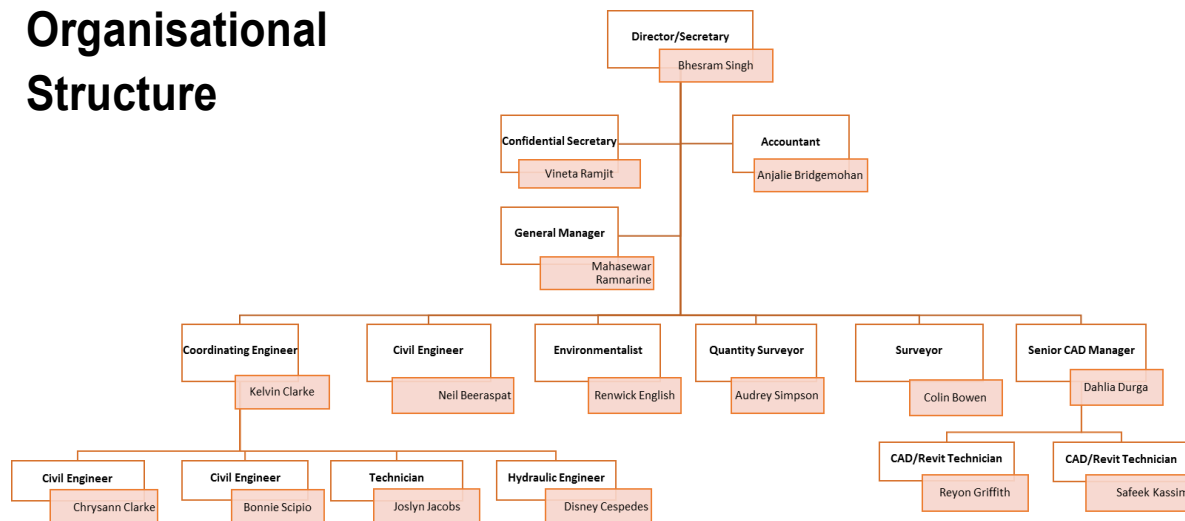 Organisational
Structure
Director/Secretary
Bhesram Singh
Confidential Secretary
Vineta Ramjit
Accountant
Anjalie Bridgemohan
General Manager
Mahasewar
Ramnarine
Coordinating Engineer
Kelvin Clarke
Civil Engineer
Neil Beeraspat
Environmentalist
Renwick English
Quantity Surveyor
Audrey Simpson
Surveyor
Colin Bowen
Senior CAD Manager
Dahlia Durga
Civil Engineer
Chrysann Clarke
Civil Engineer
Bonnie Scipio
Technician
Joslyn Jacobs
Hydraulic Engineer
Disney Cespedes
CAD/Revit Technician
Reyon Griffith
CAD/Revit Technician
Safeek Kassim